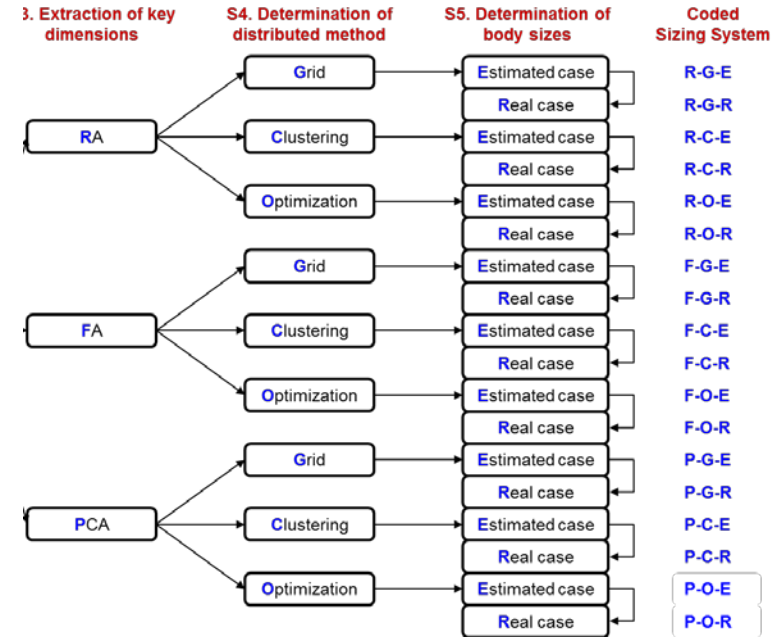 3. Extraction of key
dimensions
S4. Determination of
distributed method
S5. Determination of
body sizes
Coded
Sizing System
Grid
Estimated case
R-G-E
Real case
R-G-R
RA
Clustering
Estimated case
R-C-E
Real case
R-C-R
Optimization
Estimated case
R-O-E
Real case
R-O-R
Grid
Estimated case
F-G-E
Real case
F-G-R
FA
Clustering
Estimated case
F-C-E
Real case
F-C-R
Optimization
Estimated case
F-O-E
Real case
F-O-R
Grid
Estimated case
P-G-E
Real case
P-G-R
PCA
Clustering
Estimated case
P-C-E
Real case
P-C-R
Optimization
Estimated case
P-O-E
Real case
P-O-R